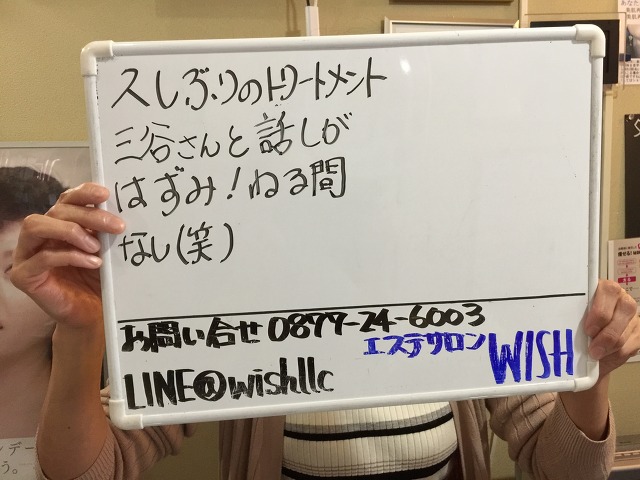 久しぶりのトリートメント
三谷さんと話しが
はずみ！ねる間
なし(笑)
お問い合せ 0877-24-6003
エステサロン WISH
LINE@wishllc